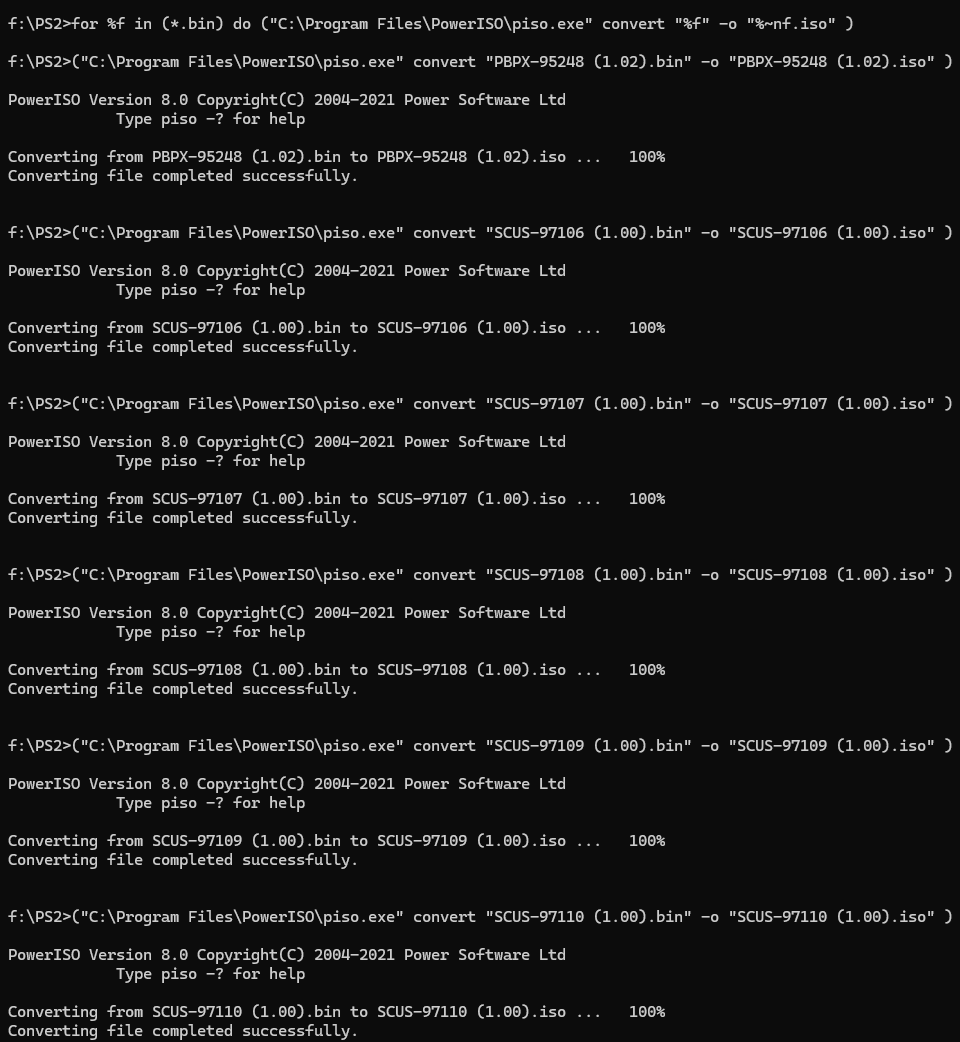 f:\PS2>for %f in (*.bin) do ("C:\Program Files\PowerISO\piso.exe" convert "%f" -o "%~nf.iso" )
f:\PS2>("C:\Program Files\PowerISO\piso.exe" convert "PBPX-95248 (1.02).bin" -o "PBPX-95248 (1.02).iso" )
PowerISO Version 8.0 Copyright(C) 2004-2021 Power Software Ltd
Type piso -? for help
Converting from PBPX-95248 (1.02).bin to PBPX-95248 (1.02).iso ...   100%
Converting file completed successfully.
f:\PS2>("C:\Program Files\PowerISO\piso.exe" convert "SCUS-97106 (1.00).bin" -o "SCUS-97106 (1.00).iso" )
PowerISO Version 8.0 Copyright(C) 2004-2021 Power Software Ltd
Type piso -? for help
Converting from SCUS-97106 (1.00).bin to SCUS-97106 (1.00).iso ...   100%
Converting file completed successfully.
f:\PS2>("C:\Program Files\PowerISO\piso.exe" convert "SCUS-97107 (1.00).bin" -o "SCUS-97107 (1.00).iso" )
PowerISO Version 8.0 Copyright(C) 2004-2021 Power Software Ltd
Type piso -? for help
Converting from SCUS-97107 (1.00).bin to SCUS-97107 (1.00).iso ...   100%
Converting file completed successfully.
f:\PS2>("C:\Program Files\PowerISO\piso.exe" convert "SCUS-97108 (1.00).bin" -o "SCUS-97108 (1.00).iso" )
PowerISO Version 8.0 Copyright(C) 2004-2021 Power Software Ltd
Type piso -? for help
Converting from SCUS-97108 (1.00).bin to SCUS-97108 (1.00).iso ...   100%
Converting file completed successfully.
f:\PS2>("C:\Program Files\PowerISO\piso.exe" convert "SCUS-97109 (1.00).bin" -o "SCUS-97109 (1.00).iso" )
PowerISO Version 8.0 Copyright(C) 2004-2021 Power Software Ltd
Type piso -? for help
Converting from SCUS-97109 (1.00).bin to SCUS-97109 (1.00).iso ...   100%
Converting file completed successfully.
f:\PS2>("C:\Program Files\PowerISO\piso.exe" convert "SCUS-97110 (1.00).bin" -o "SCUS-97110 (1.00).iso" )
PowerISO Version 8.0 Copyright(C) 2004-2021 Power Software Ltd
Type piso -? for help
Converting from SCUS-97110 (1.00).bin to SCUS-97110 (1.00).iso ...   100%
Converting file completed successfully.